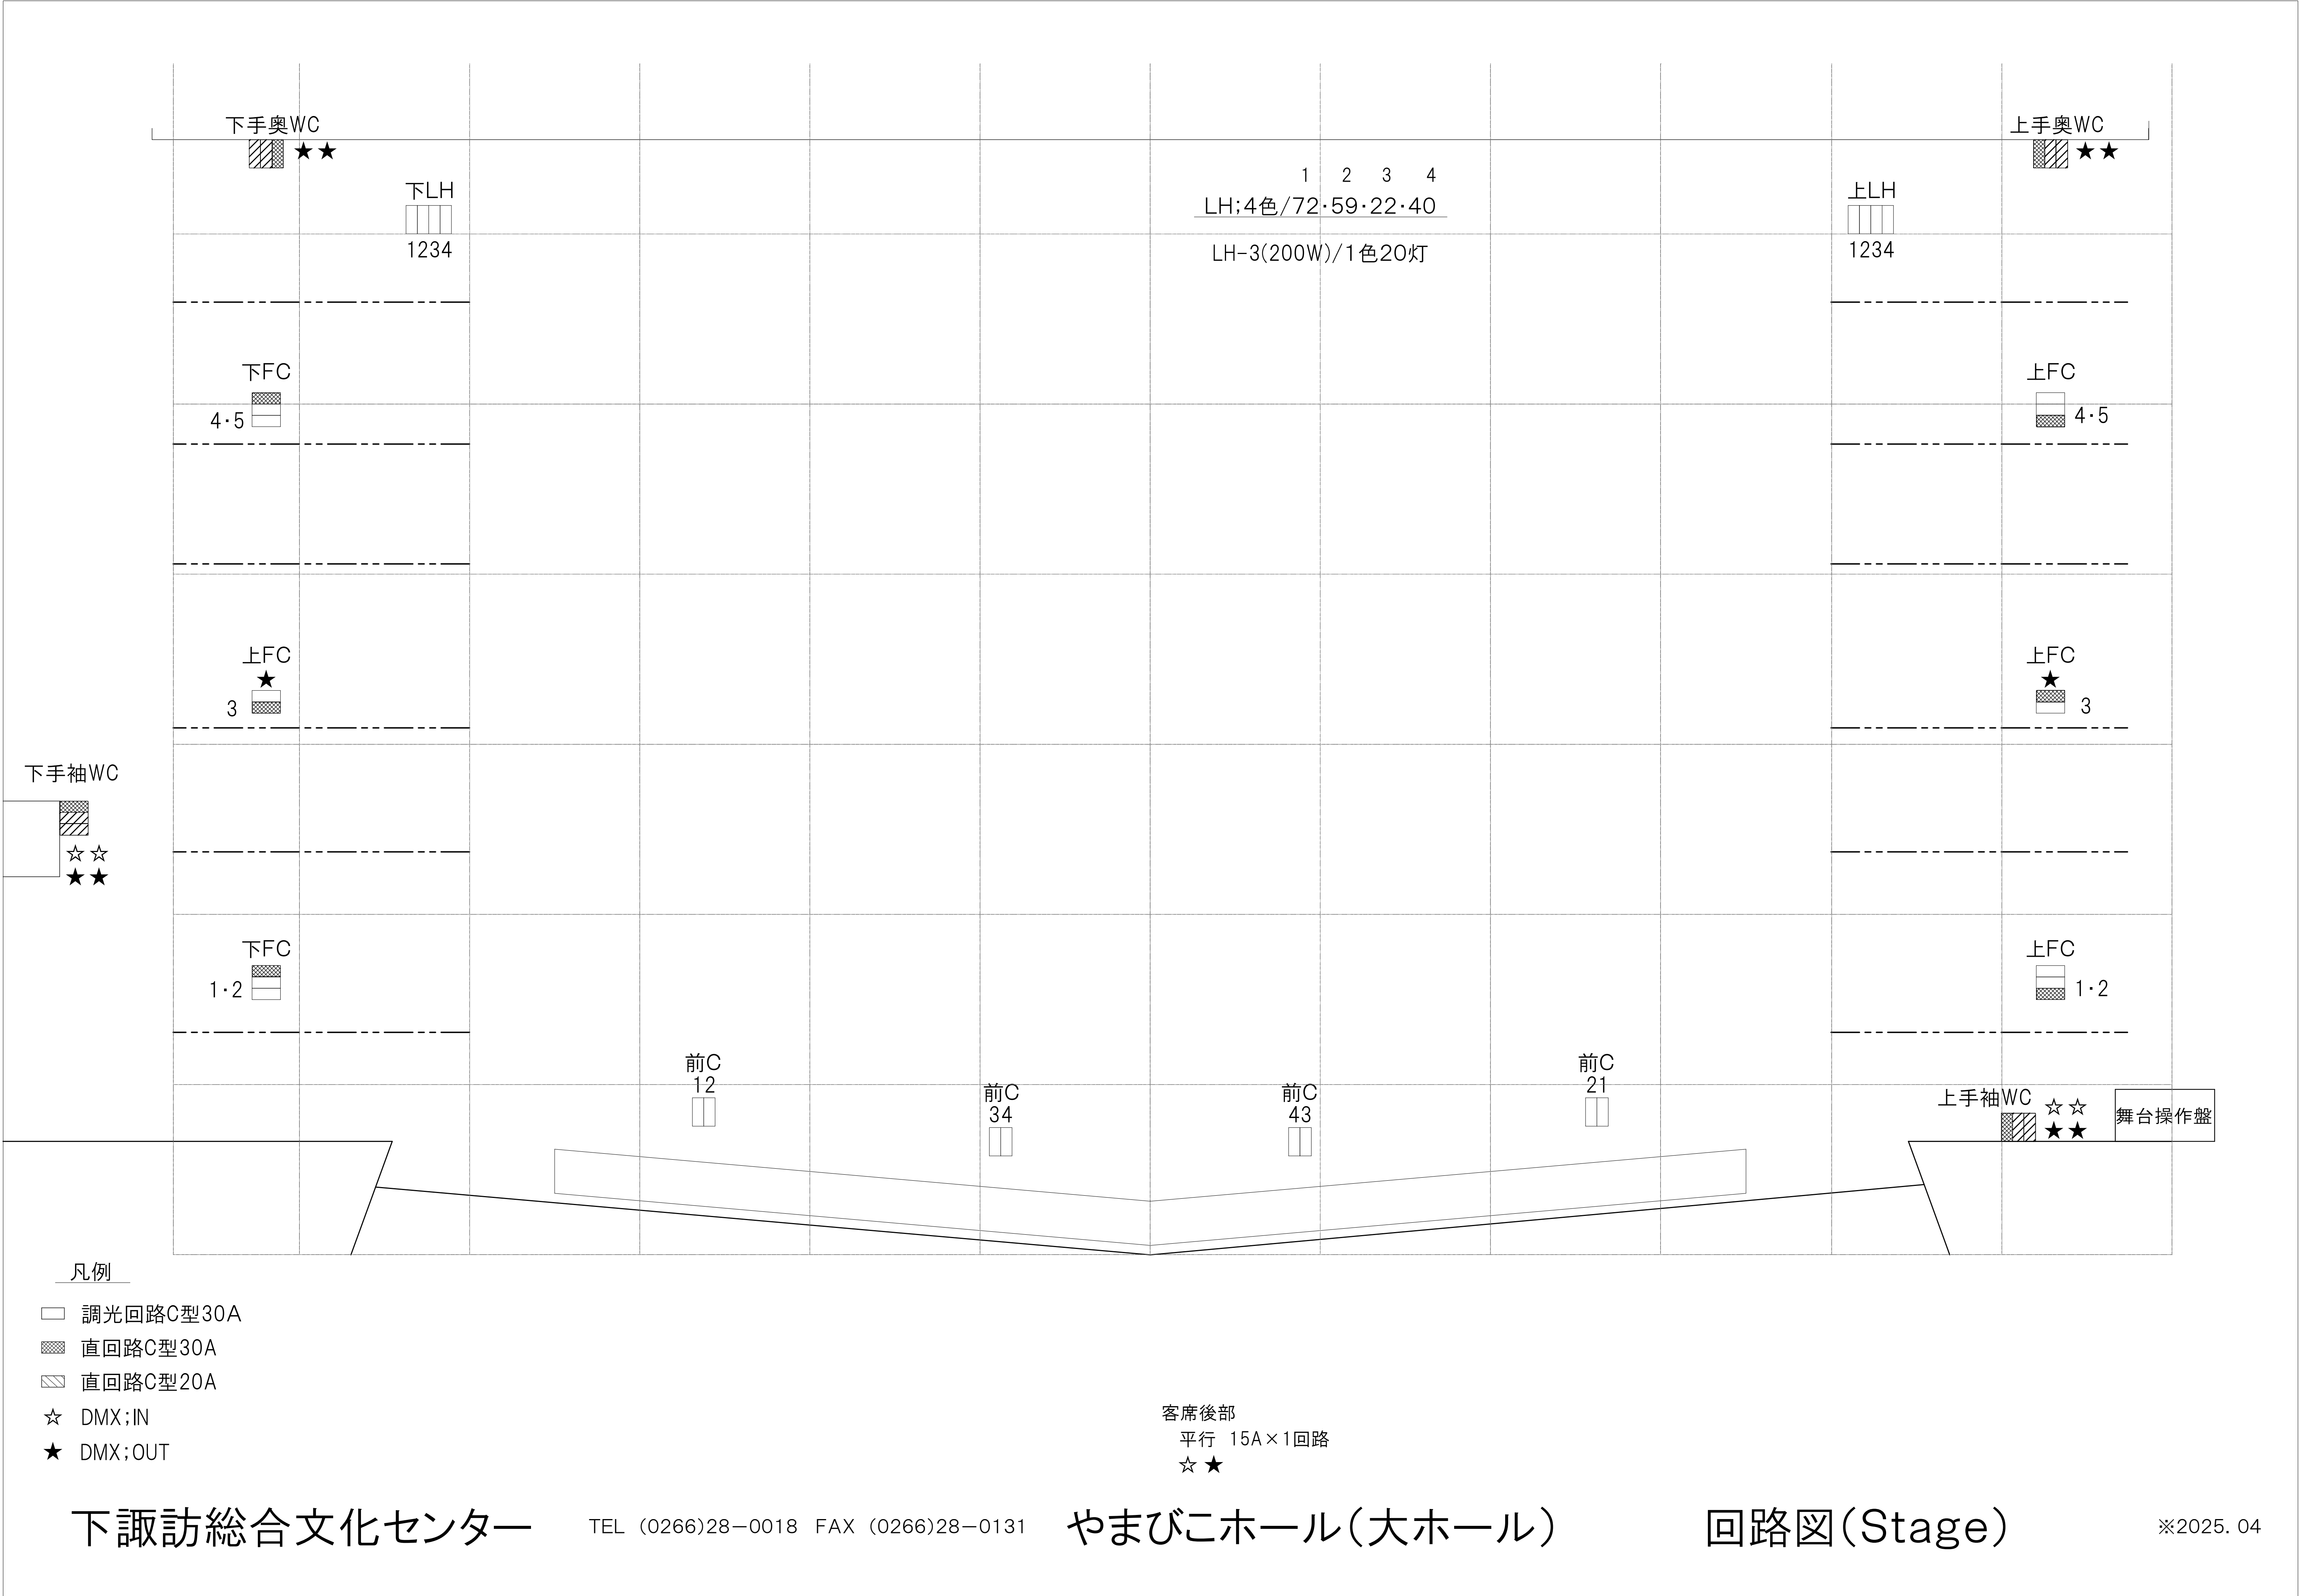 下手奥WC
★★
上手奥WC
★★
下LH
1234
1 2 3 4
LH;4色/72・59・22・40
LH-3(200W)/1色20灯
上LH
1234
下FC
4・5
上FC
4・5
上FC
★
3
上FC
★
3
下手袖WC
☆☆
★★
下FC
1・2
上FC
1・2
前C
12
前C
34
前C
43
前C
21
上手袖WC
☆☆
★★
舞台操作盤
凡例
調光回路C型30A
直回路C型30A
直回路C型20A
☆ DMX;IN
★ DMX;OUT
客席後部
平行 15A×1回路
☆★
下諏訪総合文化センター TEL (0266)28-0018 FAX (0266)28-0131 やまびこホール(大ホール) 回路図(Stage) ※2025.04